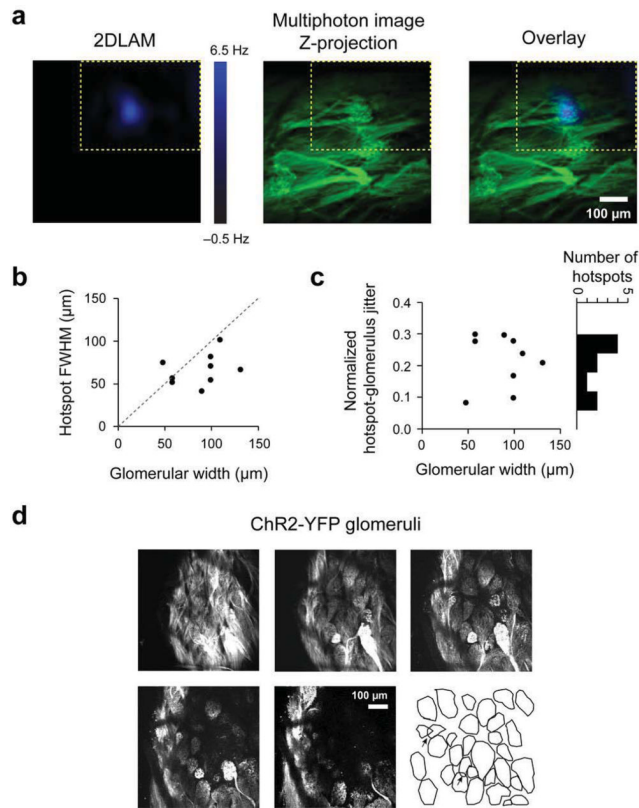 a
2DLAM
6.5 Hz
–0.5 Hz
Multiphoton image
Z-projection
Overlay
100 µm
b
Hotspot FWHM (µm)
150
100
50
0
0
50
100
150
Glomerular width (µm)
c
Normalized
hotspot-glomerulus jitter
0.4
0.3
0.2
0.1
0.0
0
50
100
150
Glomerular width (µm)
Number of
hotspots
0
5
d
ChR2-YFP glomeruli
100 µm